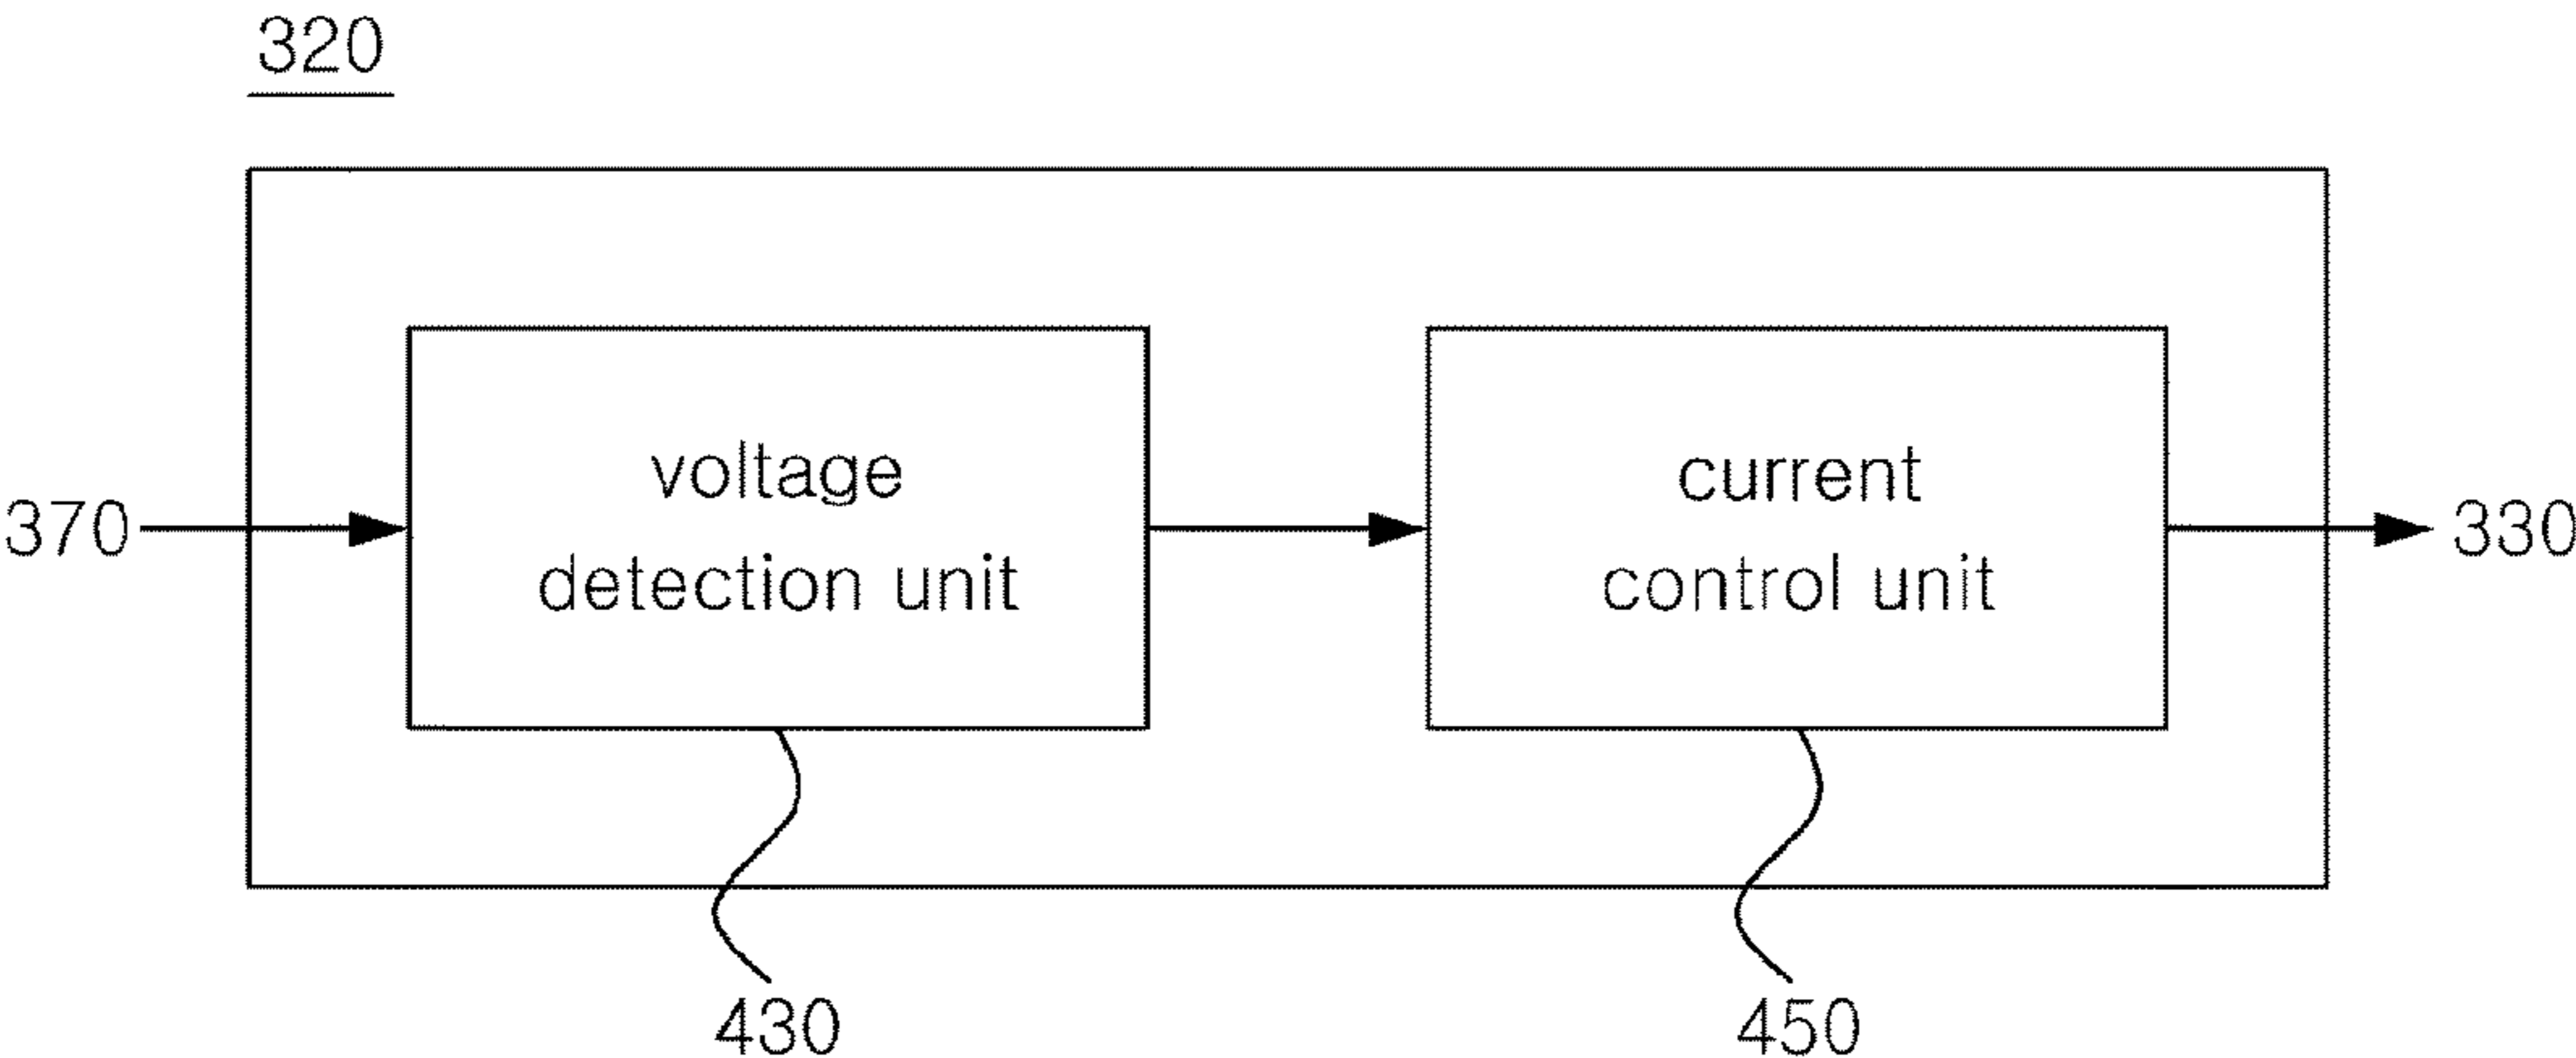 320
voltage
detection unit
current
control unit
370
330
430
450